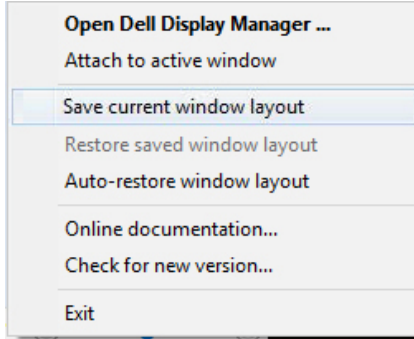 Open Dell Display Manager ...
Attach to active window
Save current window layout
Restore saved window layout
Auto-restore window layout
Online documentation...
Check for new version...
Exit